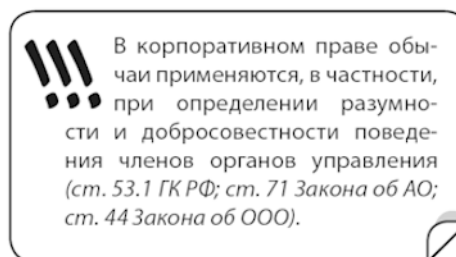 В корпоративном праве обы-
чаи применяются, в частности,
при определении разумно-
сти и добросовестности поведе-
ния членов органов управления
(ст. 53.1 ГК РФ; ст. 71 Закона об АО;
ст. 44 Закона об ООО).